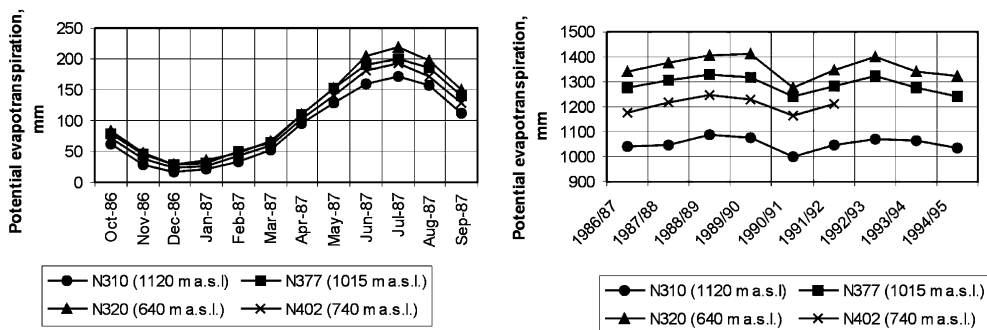 Potential evapotranspiration,
mm
250
200
150
100
50
0
Oct-86
Nov-86
Dec-86
Jan-87
Feb-87
Mar-87
Apr-87
May-87
Jun-87
Jul-87
Aug-87
Sep-87
N310 (1120 m a.s.l) N377 (1015 m a.s.l.)
N320 (640 m a.s.l.) N402 (740 m a.s.l.)
Potential evapotranspiration,
mm
1500
1400
1300
1200
1100
1000
900
1986/87
1987/88
1988/89
1989/90
1990/91
1991/92
1992/93
1993/94
1994/95
N310 (1120 m a.s.l) N377 (1015 m a.s.l.)
N320 (640 m a.s.l.) N402 (740 m a.s.l.)